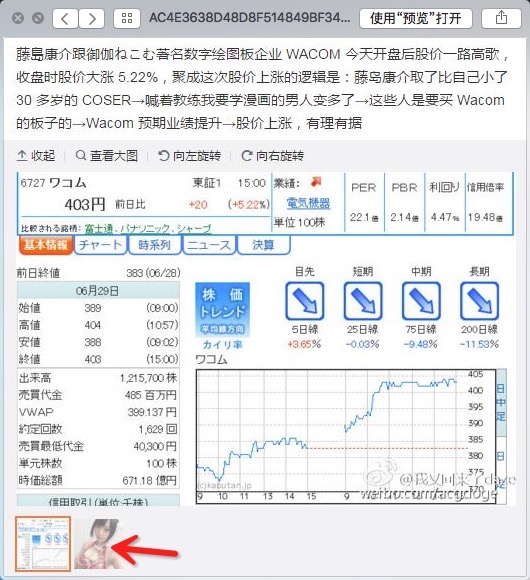 AC4E3638D48D8F514849BF34...
使用“预览”打开
藤島康介跟御伽ねこむ著名数字绘图板企业 WACOM 今天开盘后股价一路高歌，
收盘时股价大涨 5.22%，聚成这次股价上涨的逻辑是：藤岛康介取了比自己小了
30 多岁的 COSER→喊着教练我要学漫画的男人变多了→这些人是要买 Wacom
的板子的→Wacom 预期业绩提升→股价上涨，有理有据
收起 查看大图 向左旋转 向右旋转
6727 ワコム 東証1 15:00 業績： PER PBR 利回り 信用倍率
403円 前日比 +20 (+5.22%) 電気機器 22.1倍 2.14倍 4.47% 19.48倍
比較される銘柄：富士通、パナソニック、シャープ 単位100株
基本情報 チャート 時系列 ニュース 決算
前日終値 383 (06/28)
06月29日
始値 389 (09:00)
高値 404 (10:57)
安値 388 (09:02)
終値 403 (15:00)
出来高 1,215,700 株
売買代金 485 百万円
VWAP 399.137 円
約定回数 1,629 回
売買最低代金 40,300 円
単元株数 100 株
時価総額 671.18 億円
信用取引 (単位:千株)
株価
トレンド
平均線方向
カイリ率
目先 短期 中期 長期
5日線 25日線 75日線 200日線
+3.65% -0.03% -9.48% -11.53%
ワコム
405
400
395
390
385
380
375
370
9 10 11 12 13 14 15 9 10 11 12 13 14 15
(c)kabutan.jp
日
中
足
日
weibo.com/acgdoge